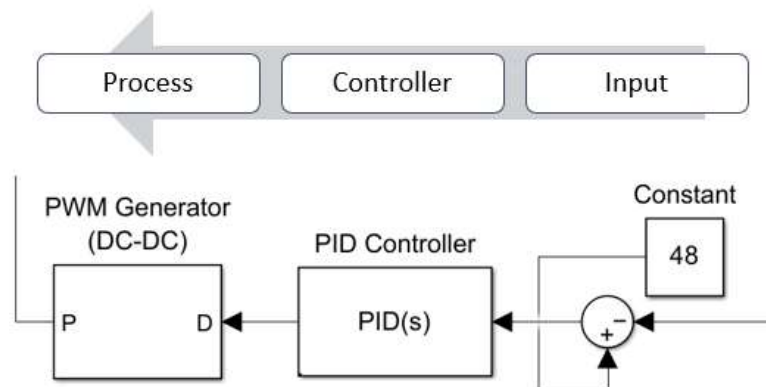 Process
Controller
Input
Constant
PWM Generator
(DC-DC)
PID Controller
48
P
D
PID(s)
−
+